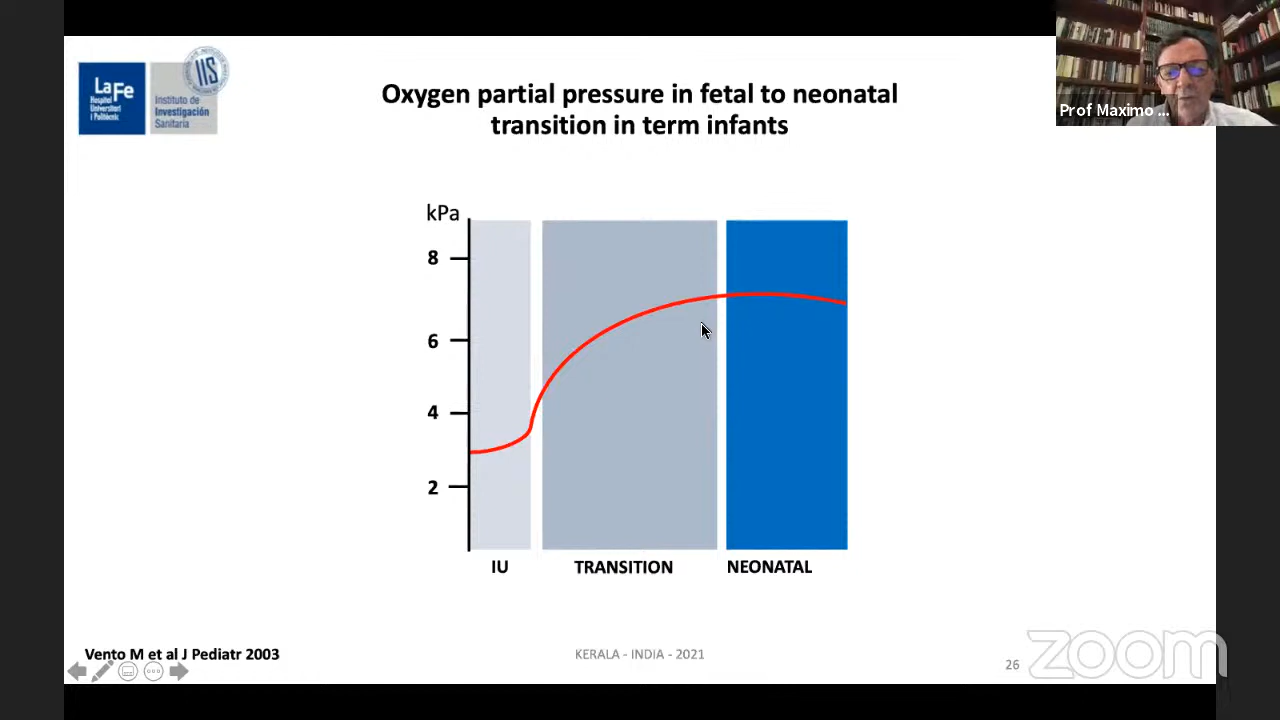 LaFe
Hospital
Universitari
i Politècnic
IIS
Instituto de
Investigación
Sanitaria
Prof Maximo ...
Oxygen partial pressure in fetal to neonatal
transition in term infants
kPa
8
6
4
2
IU
TRANSITION
NEONATAL
Vento M et al J Pediatr 2003
KERALA - INDIA - 2021
26
zoom